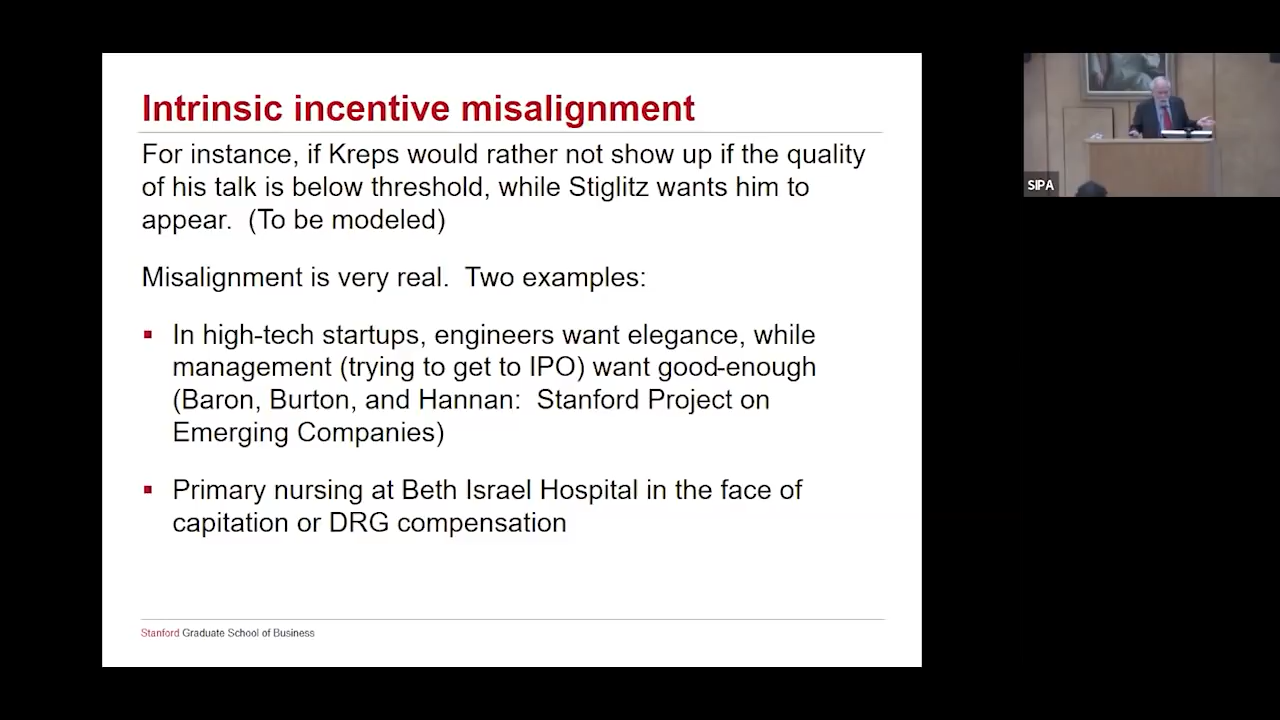 Intrinsic incentive misalignment
For instance, if Kreps would rather not show up if the quality
of his talk is below threshold, while Stiglitz wants him to
appear.  (To be modeled)
Misalignment is very real.  Two examples:
▪ In high-tech startups, engineers want elegance, while
management (trying to get to IPO) want good-enough
(Baron, Burton, and Hannan:  Stanford Project on
Emerging Companies)
▪ Primary nursing at Beth Israel Hospital in the face of
capitation or DRG compensation
Stanford Graduate School of Business
SIPA